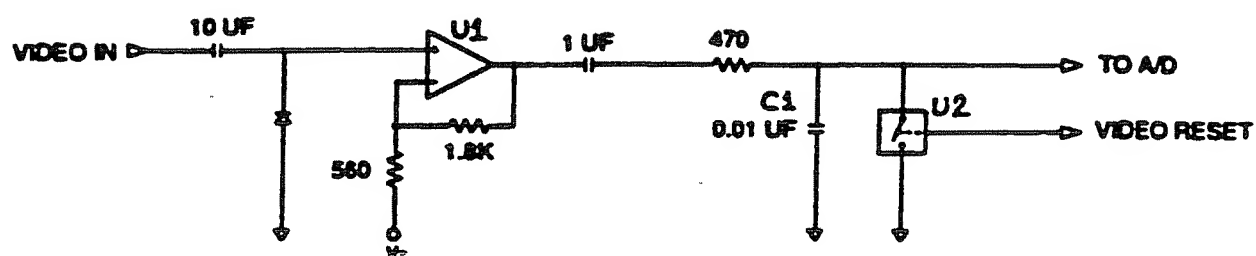 10 UF
U1
1 UF
470
VIDEO IN
TO A/D
C1
0.01 UF
U2
VIDEO RESET
1.8K
560